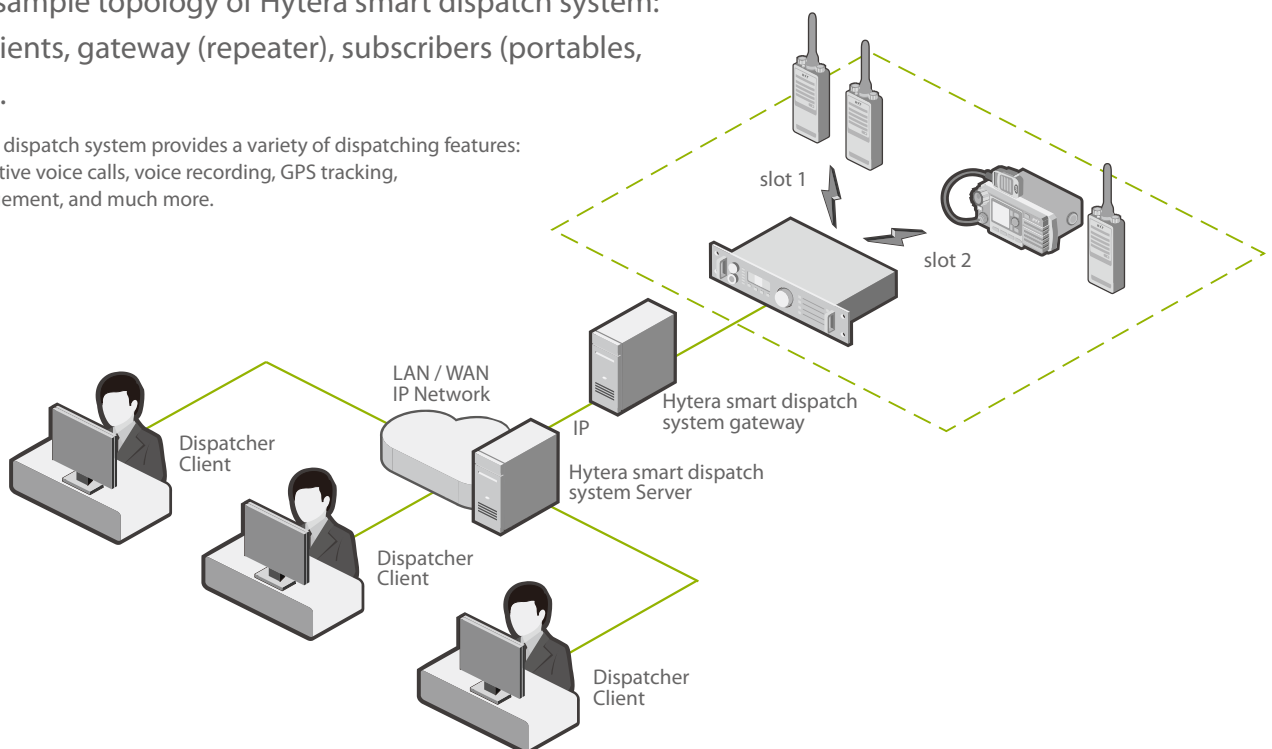 sample topology of Hytera smart dispatch system:
ients, gateway (repeater), subscribers (portables,
.
dispatch system provides a variety of dispatching features:
tive voice calls, voice recording, GPS tracking,
ement, and much more.
slot 1
slot 2
LAN / WAN
IP Network
Hytera smart dispatch
system gateway
IP
Dispatcher
Client
Hytera smart dispatch
system Server
Dispatcher
Client
Dispatcher
Client